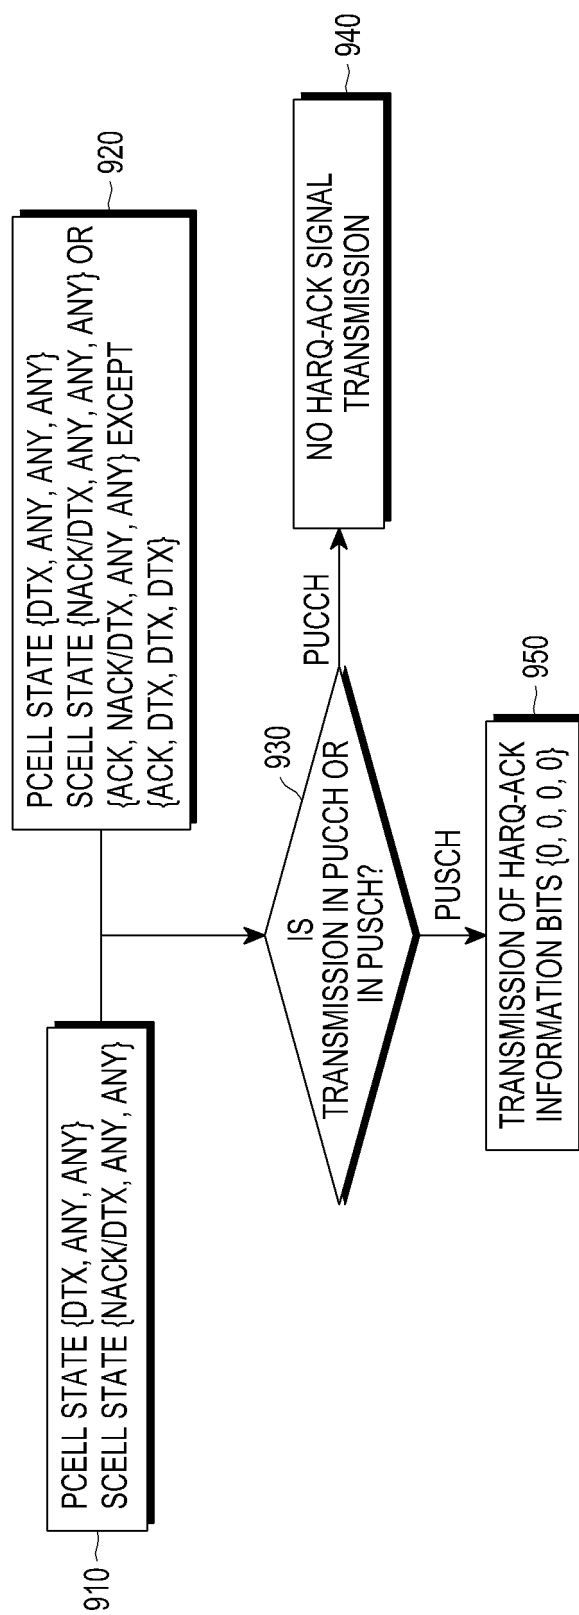 910
PCELL STATE {DTX, ANY, ANY}
SCELL STATE {NACK/DTX, ANY, ANY}
920
PCELL STATE {DTX, ANY, ANY, ANY}
SCELL STATE {NACK/DTX, ANY, ANY, ANY} OR
{ACK, NACK/DTX, ANY, ANY} EXCEPT
{ACK, DTX, DTX, DTX}
930
IS
TRANSMISSION IN PUCCH OR
IN PUSCH?
PUCCH
940
NO HARQ-ACK SIGNAL
TRANSMISSION
PUSCH
950
TRANSMISSION OF HARQ-ACK
INFORMATION BITS {0, 0, 0, 0}